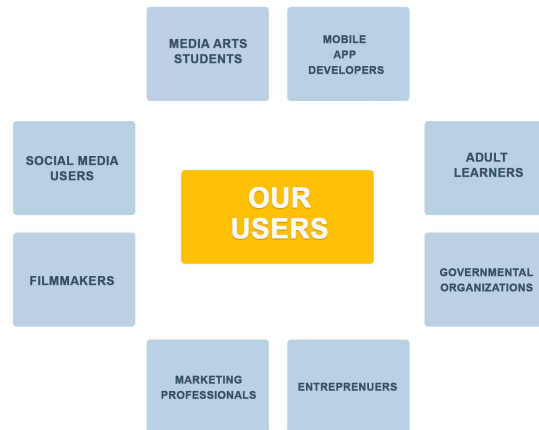 MEDIA ARTS
STUDENTS
MOBILE
APP
DEVELOPERS
SOCIAL MEDIA
USERS
ADULT
LEARNERS
OUR
USERS
FILMMAKERS
GOVERNMENTAL
ORGANIZATIONS
MARKETING
PROFESSIONALS
ENTREPRENUERS